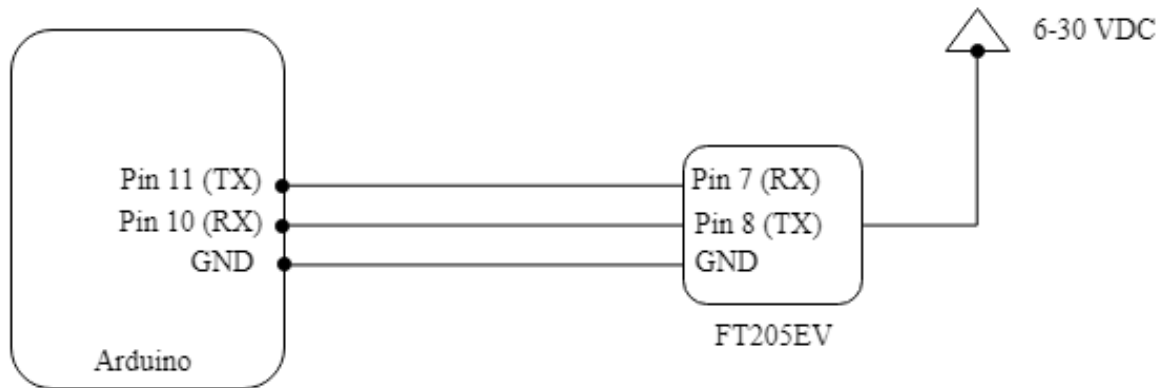 6-30 VDC
Pin 11 (TX)
Pin 7 (RX)
Pin 10 (RX)
Pin 8 (TX)
GND
GND
FT205EV
Arduino